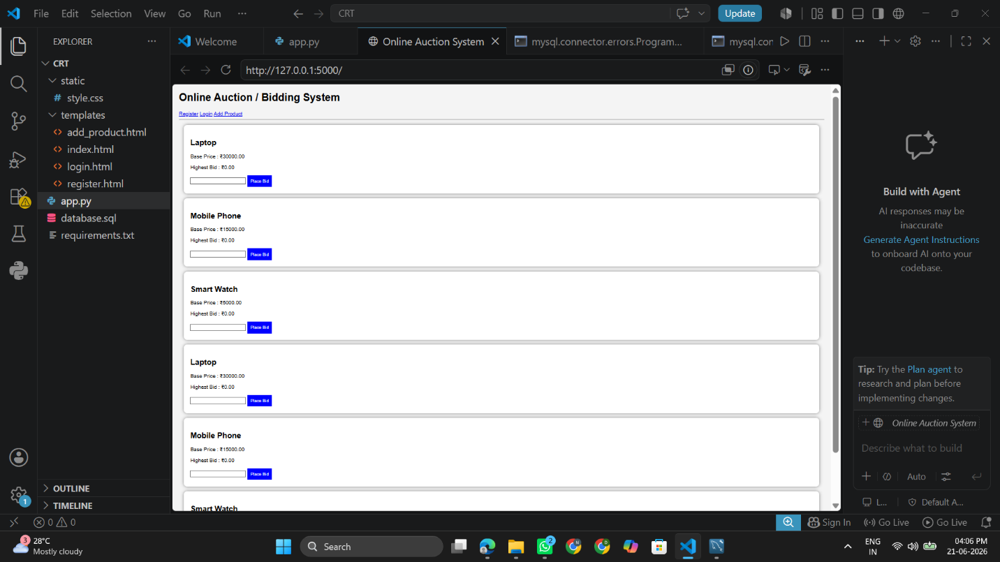 File Edit Selection View Go Run ··· CRT Update
EXPLORER ···
CRT
static
# style.css
templates
<> add_product.html
<> index.html
<> login.html
<> register.html
app.py
database.sql
requirements.txt
OUTLINE
TIMELINE
Welcome app.py Online Auction System mysql.connector.errors.Program... mysql.cor
http://127.0.0.1:5000/
Online Auction / Bidding System
Register Login Add Product
Laptop
Base Price : ₹30000.00
Highest Bid : ₹0.00
Place Bid
Mobile Phone
Base Price : ₹15000.00
Highest Bid : ₹0.00
Place Bid
Smart Watch
Base Price : ₹5000.00
Highest Bid : ₹0.00
Place Bid
Laptop
Base Price : ₹30000.00
Highest Bid : ₹0.00
Place Bid
Mobile Phone
Base Price : ₹15000.00
Highest Bid : ₹0.00
Place Bid
Smart Watch
Build with Agent
AI responses may be
inaccurate
Generate Agent Instructions
to onboard AI onto your
codebase.
Tip: Try the Plan agent to
research and plan before
implementing changes.
Online Auction System
Describe what to build
Auto
L... Default A...
1
0 0 Sign In Go Live Go Live
3 28°C
Mostly cloudy
Search
2
N
D
ENG
IN
04:06 PM
21-06-2026